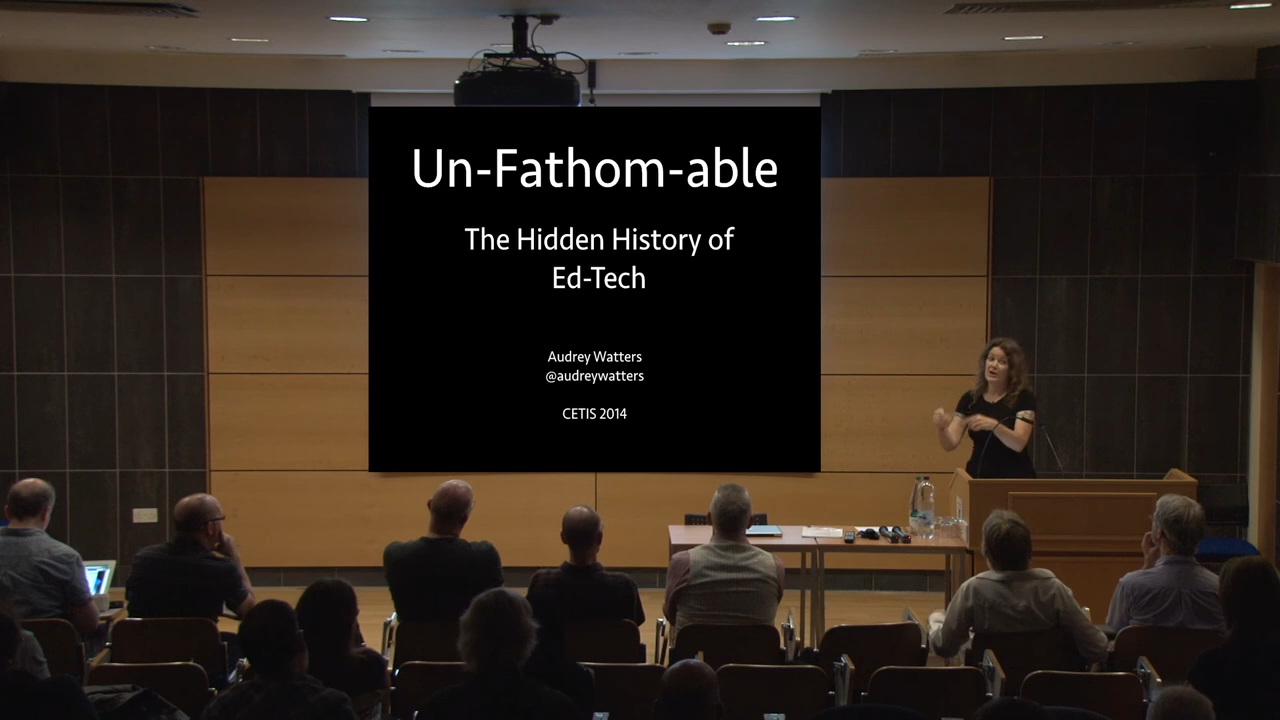 Un-Fathom-able
The Hidden History of
Ed-Tech
Audrey Watters
@audreywatters
CETIS 2014